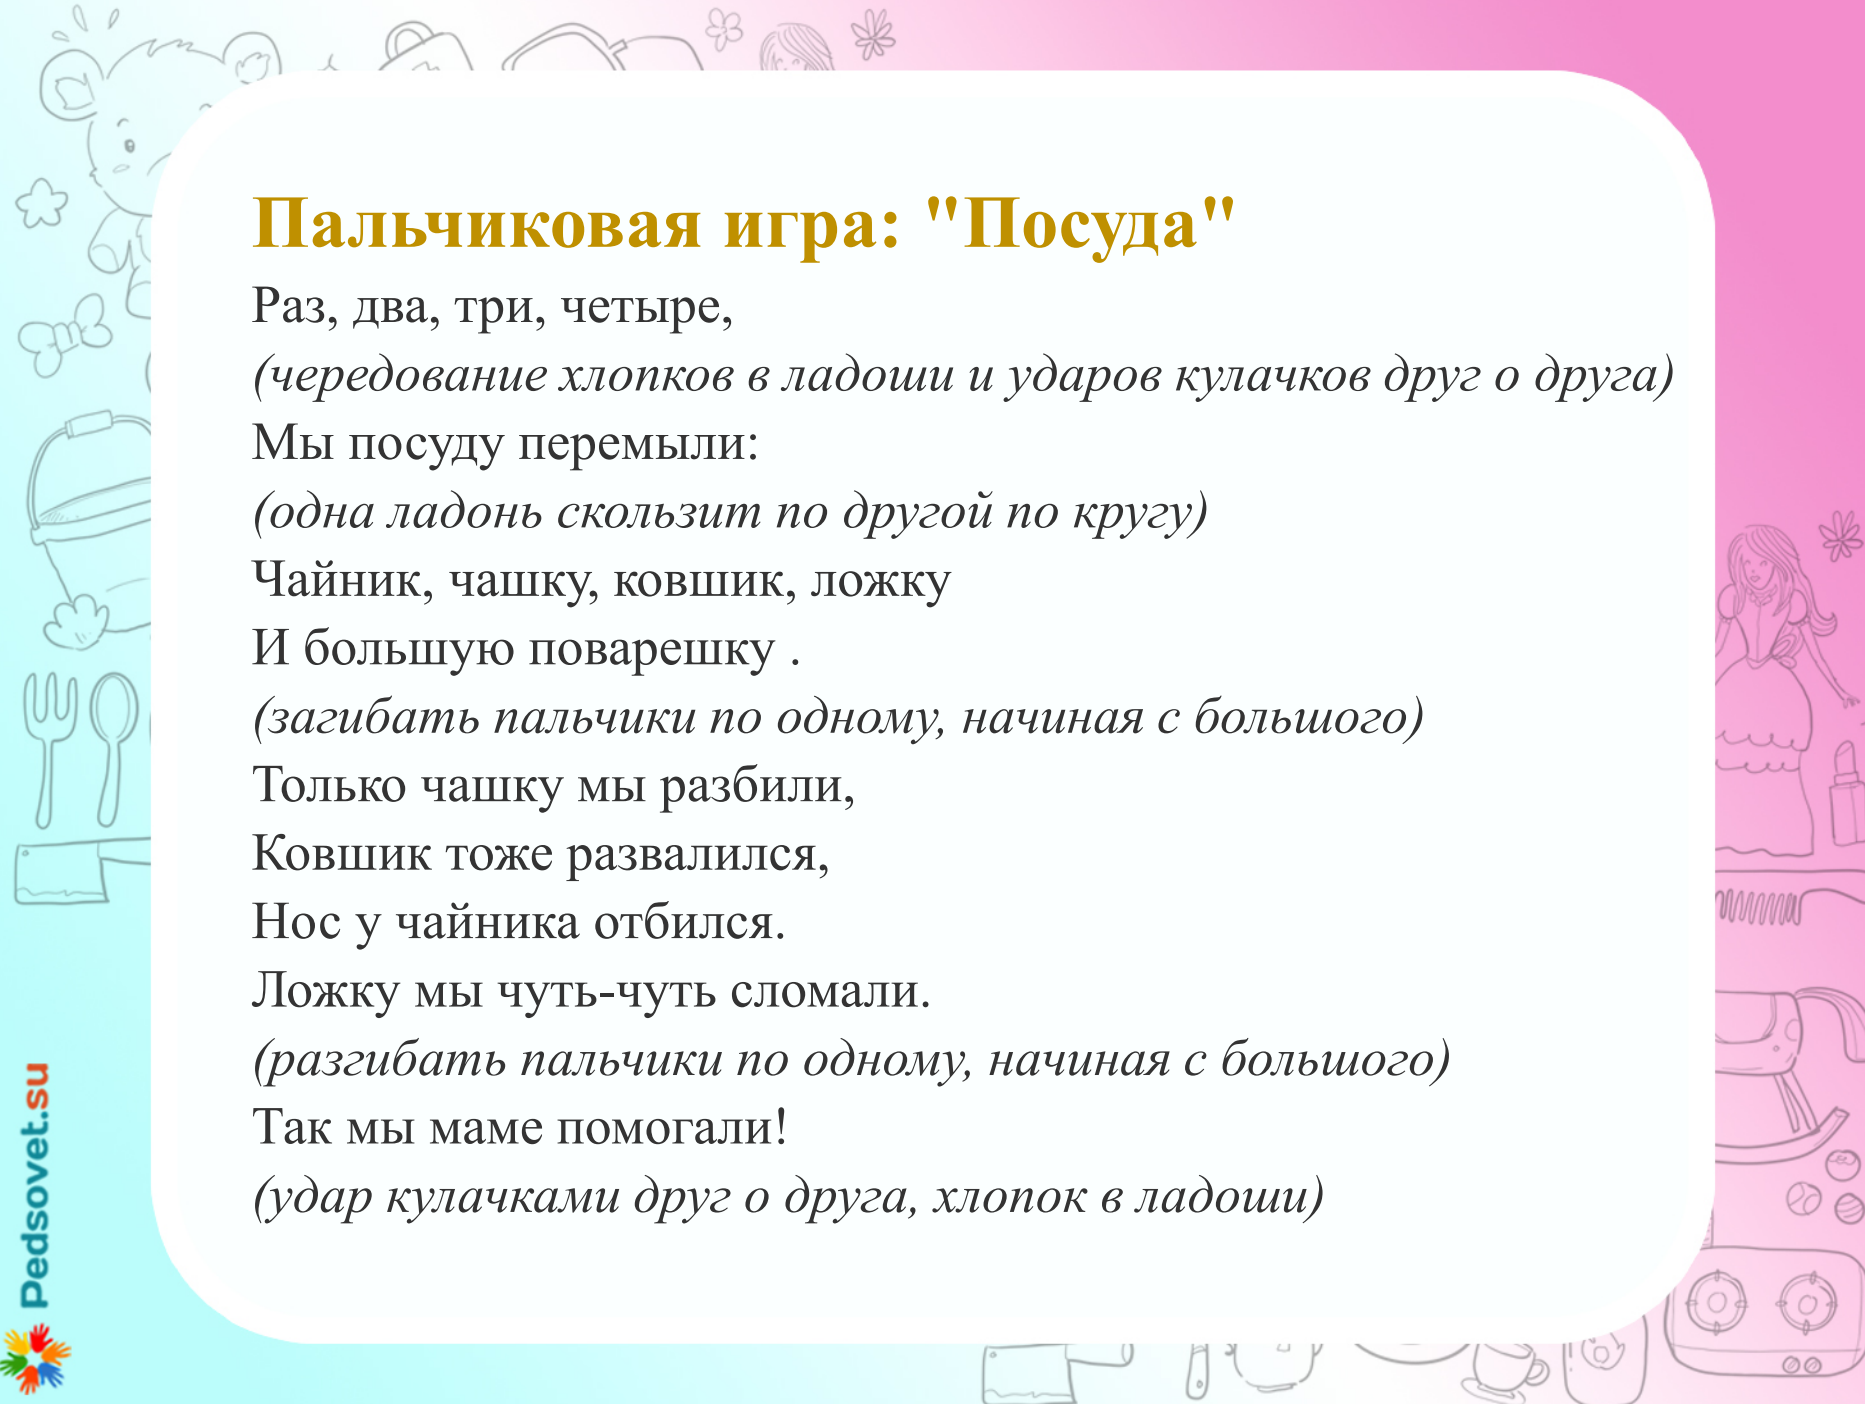 Пальчиковая игра: "Посуда"
Раз, два, три, четыре,
(чередование хлопков в ладоши и ударов кулачков друг о друга)
Мы посуду перемыли:
(одна ладонь скользит по другой по кругу)
Чайник, чашку, ковшик, ложку
И большую поварешку .
(загибать пальчики по одному, начиная с большого)
Только чашку мы разбили,
Ковшик тоже развалился,
Нос у чайника отбился.
Ложку мы чуть-чуть сломали.
(разгибать пальчики по одному, начиная с большого)
Так мы маме помогали!
(удар кулачками друг о друга, хлопок в ладоши)
Pedsovet.su